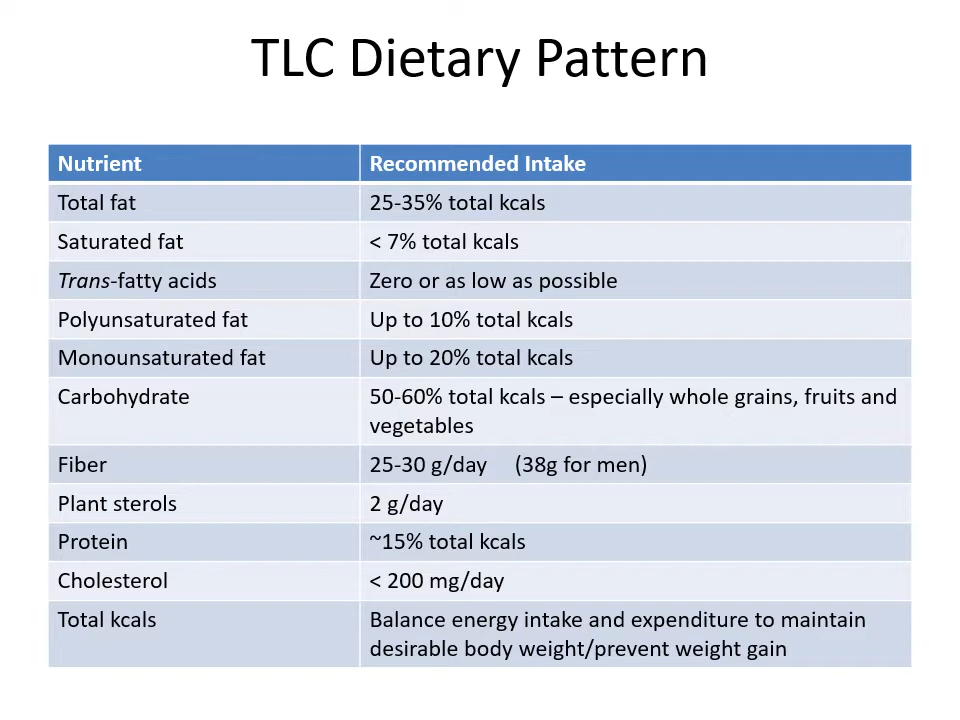 TLC Dietary Pattern
Nutrient Recommended Intake
Total fat 25-35% total kcals
Saturated fat < 7% total kcals
Trans-fatty acids Zero or as low as possible
Polyunsaturated fat Up to 10% total kcals
Monounsaturated fat Up to 20% total kcals
Carbohydrate 50-60% total kcals – especially whole grains, fruits and
vegetables
Fiber 25-30 g/day (38g for men)
Plant sterols 2 g/day
Protein ~15% total kcals
Cholesterol < 200 mg/day
Total kcals Balance energy intake and expenditure to maintain
desirable body weight/prevent weight gain